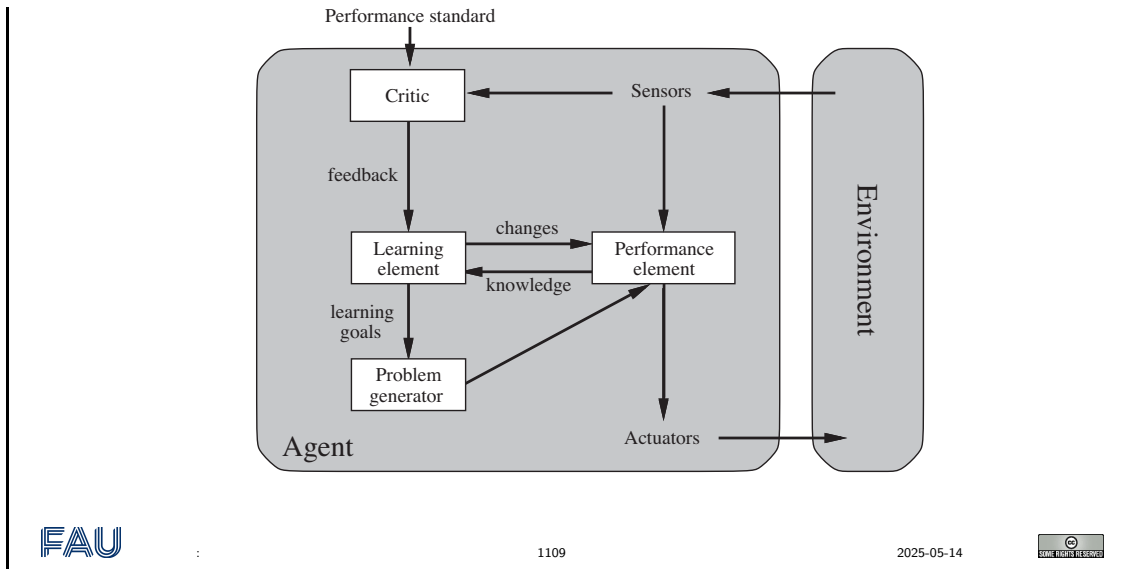 Performance standard
Critic
Sensors
feedback
Learning
element
changes
knowledge
Performance
element
Environment
learning
goals
Problem
generator
Agent
Actuators
FAU
:
1109
2025-05-14
cc
SOME RIGHTS RESERVED